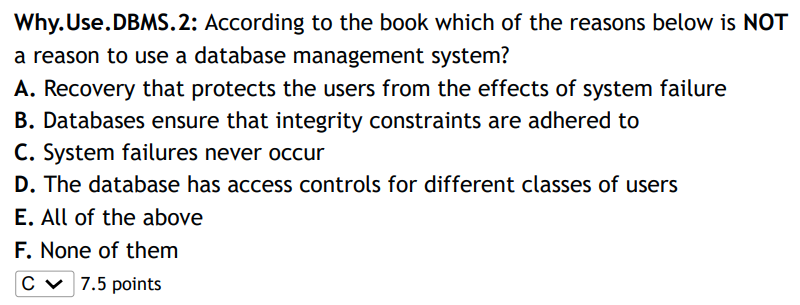 Why.Use.DBMS.2: According to the book which of the reasons below is NOT
a reason to use a database management system?
A. Recovery that protects the users from the effects of system failure
B. Databases ensure that integrity constraints are adhered to
C. System failures never occur
D. The database has access controls for different classes of users
E. All of the above
F. None of them
C 7.5 points